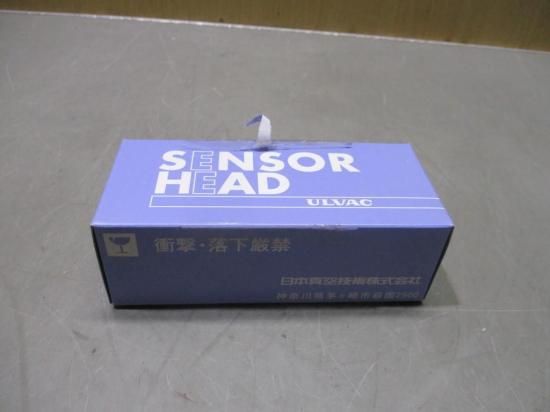 SENSOR
HEAD
ULVAC
衝撃・落下厳禁
日本真空技術株式会社
神奈川県茅ヶ崎市萩園2500